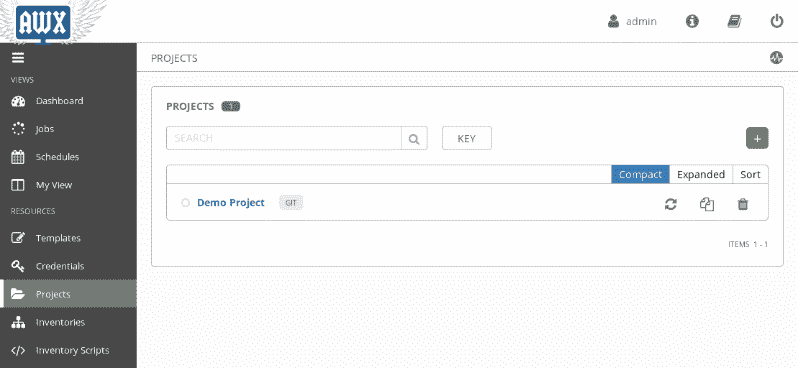 AWX
admin
VIEWS
Dashboard
Jobs
Schedules
My View
RESOURCES
Templates
Credentials
Projects
Inventories
Inventory Scripts
PROJECTS
PROJECTS 1
SEARCH
KEY
+
Compact Expanded Sort
Demo Project GIT
ITEMS 1 - 1